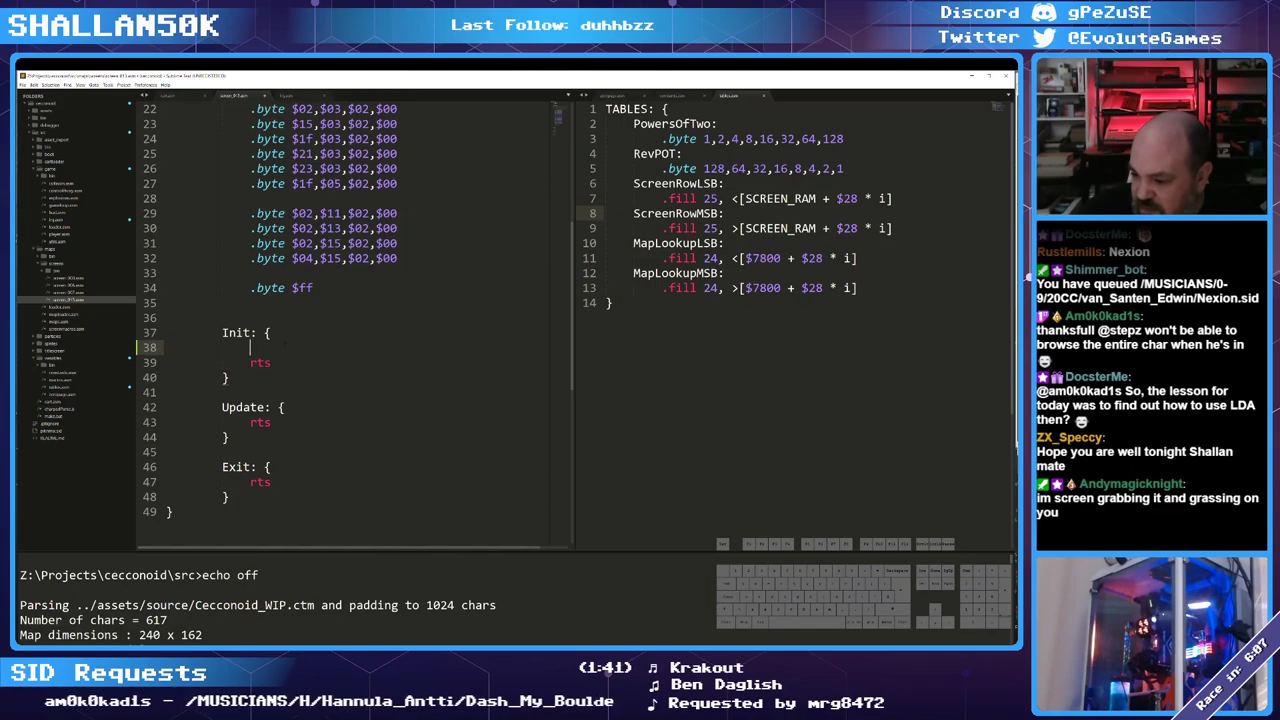 SHALLAN50K
Last Follow: duhhbzz
Discord gPeZuSE
Twitter @EvoluteGames
22 .byte $02,$03,$02,$00
23 .byte $15,$03,$02,$00
24 .byte $1f,$03,$02,$00
25 .byte $21,$03,$02,$00
26 .byte $23,$03,$02,$00
27 .byte $1f,$05,$02,$00
28
29 .byte $02,$11,$02,$00
30 .byte $02,$13,$02,$00
31 .byte $02,$15,$02,$00
32 .byte $04,$15,$02,$00
33
34 .byte $ff
35
36
37 Init: {
38
39 rts
40 }
41
42 Update: {
43 rts
44 }
45
46 Exit: {
47 rts
48 }
49 }
1 TABLES: {
2 PowersOfTwo:
3 .byte 1,2,4,8,16,32,64,128
4 RevPOT:
5 .byte 128,64,32,16,8,4,2,1
6 ScreenRowLSB:
7 .fill 25, <[SCREEN_RAM + $28 * i]
8 ScreenRowMSB:
9 .fill 25, >[SCREEN_RAM + $28 * i]
10 MapLookupLSB:
11 .fill 24, <[$7800 + $28 * i]
12 MapLookupMSB:
13 .fill 24, >[$7800 + $28 * i]
14 }
Z:\Projects\cecconoid\src>echo off
Parsing ../assets/source/Cecconoid_WIP.ctm and padding to 1024 chars
Number of chars = 617
Map dimensions : 240 x 162
DocsterMe:
Rustlemills: Nexion
Shimmer_bot:
You have queued /MUSICIANS/0-
9/20CC/van_Santen_Edwin/Nexion.sid
Am0k0kad1s:
thanksfull @stepz won't be able to
browse the entire char when he's in
DocsterMe:
@am0k0kad1s So, the lesson for
today was to find out how to use LDA
then?
ZX_Speccy:
Hope you are well tonight Shallan
mate
Andymagicknight:
im screen grabbing it and grassing on
you
SID Requests
am0k0kad1s - /MUSICIANS/H/Hannula_Antti/Dash_My_Boulde
(1:41) Krakout
Ben Daglish
Requested by mrg8472
Race in: 6:07